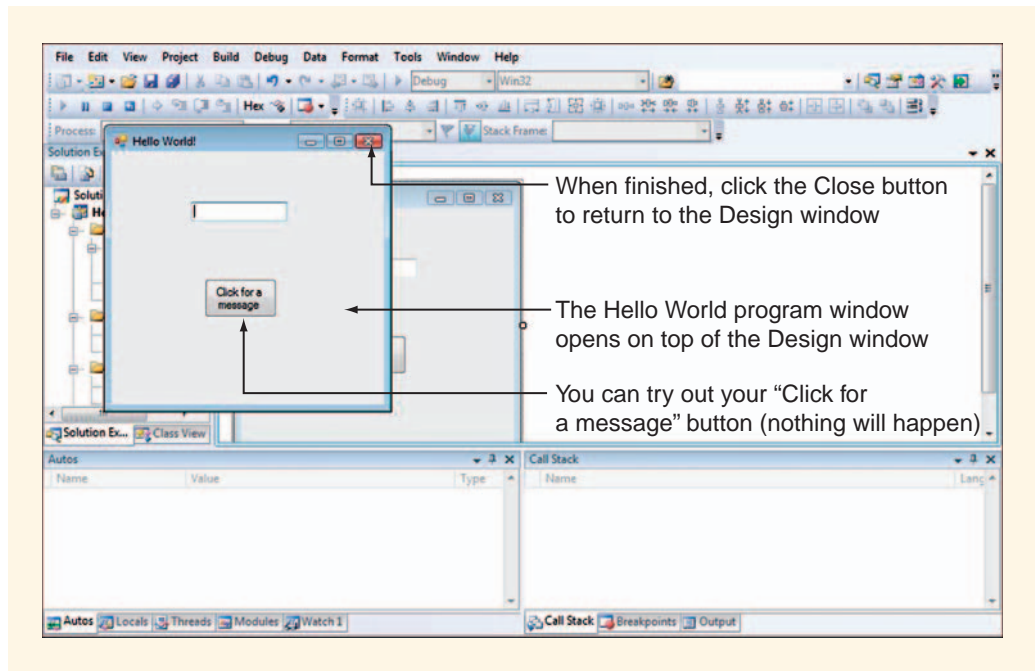 File Edit View Project Build Debug Data Format Tools Window Help
Debug Win32
Hex
Process: Stack Frame:
Solution Ex
Hello World!
Soluti
He
Click for a
message
When finished, click the Close button
to return to the Design window
The Hello World program window
opens on top of the Design window
You can try out your “Click for
a message” button (nothing will happen)
Solution Ex... Class View
Autos
Name Value Type
Call Stack
Name Lang
Autos Locals Threads Modules Watch 1
Call Stack Breakpoints Output